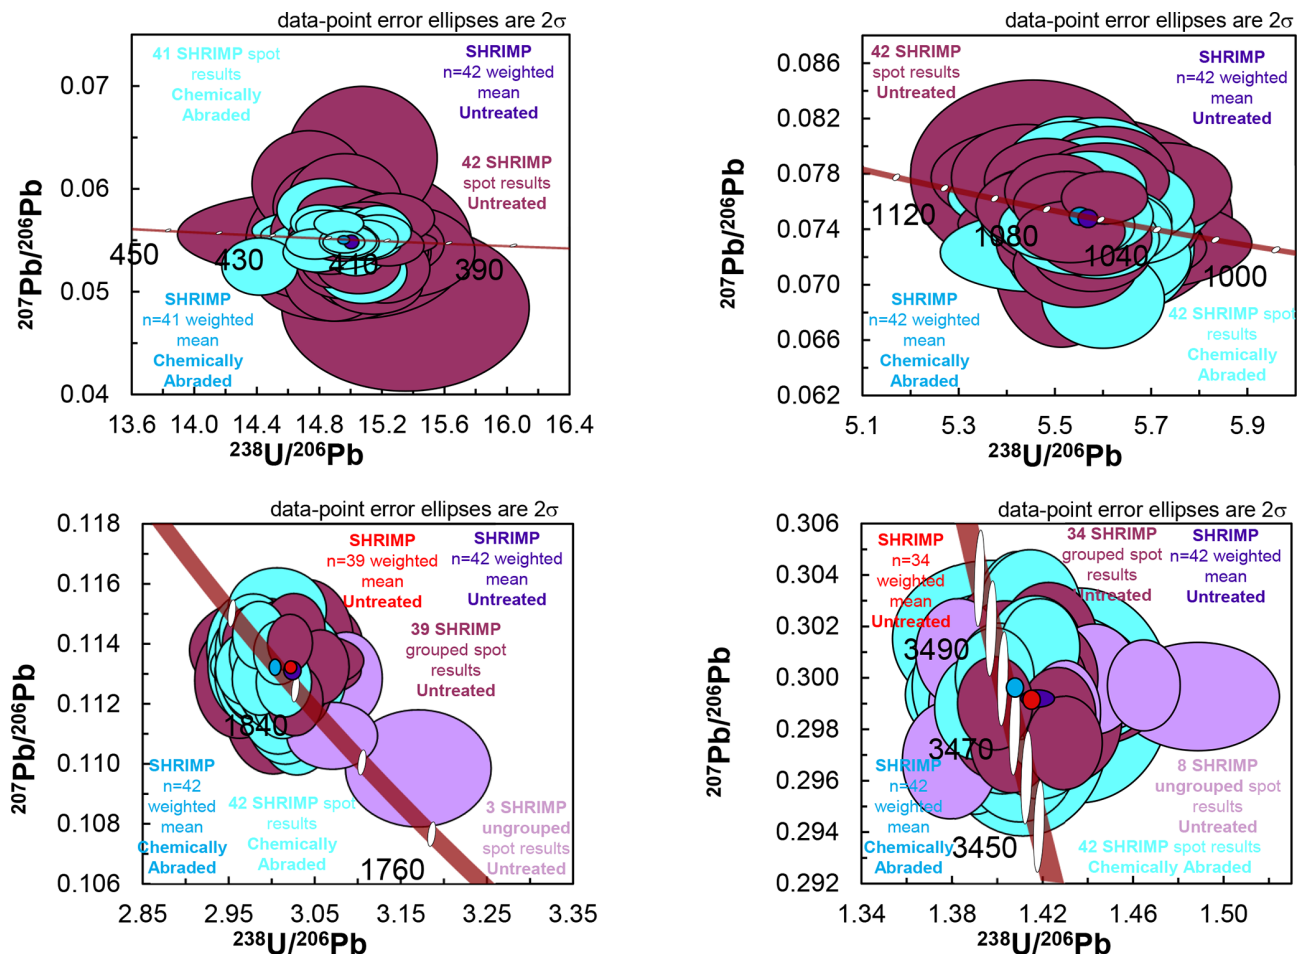 data-point error ellipses are 2σ
41 SHRIMP spot
results
Chemically
Abraded
SHRIMP
n=42 weighted
mean
Untreated
42 SHRIMP
spot results
Untreated
SHRIMP
n=41 weighted
mean
Chemically
Abraded
450
430
410
390
0.07
0.06
0.05
0.04
²⁰⁷Pb/²⁰⁶Pb
13.6 14.0 14.4 14.8 15.2 15.6 16.0 16.4
²³⁸U/²⁰⁶Pb
data-point error ellipses are 2σ
42 SHRIMP
spot results
Untreated
SHRIMP
n=42 weighted
mean
Untreated
SHRIMP
n=42 weighted
mean
Chemically
Abraded
42 SHRIMP spot
results
Chemically
Abraded
1120
1080
1040
1000
0.086
0.082
0.078
0.074
0.070
0.066
0.062
²⁰⁷Pb/²⁰⁶Pb
5.1 5.3 5.5 5.7 5.9
²³⁸U/²⁰⁶Pb
data-point error ellipses are 2σ
SHRIMP
n=39 weighted
mean
Untreated
SHRIMP
n=42 weighted
mean
Untreated
39 SHRIMP
grouped spot
results
Untreated
SHRIMP
n=42
weighted
mean
Chemically
Abraded
42 SHRIMP spot
results
Chemically
Abraded
3 SHRIMP
ungrouped
spot results
Untreated
1840
1760
0.118
0.116
0.114
0.112
0.110
0.108
0.106
²⁰⁷Pb/²⁰⁶Pb
2.85 2.95 3.05 3.15 3.25 3.35
²³⁸U/²⁰⁶Pb
data-point error ellipses are 2σ
SHRIMP
n=34
weighted
mean
Untreated
34 SHRIMP
grouped spot
results
Untreated
SHRIMP
n=42 weighted
mean
Untreated
SHRIMP
n=42
weighted
mean
Chemically
Abraded
8 SHRIMP
ungrouped spot
results
Untreated
42 SHRIMP spot results
Chemically Abraded
3490
3470
3450
0.306
0.304
0.302
0.300
0.298
0.296
0.294
0.292
²⁰⁷Pb/²⁰⁶Pb
1.34 1.38 1.42 1.46 1.50
²³⁸U/²⁰⁶Pb